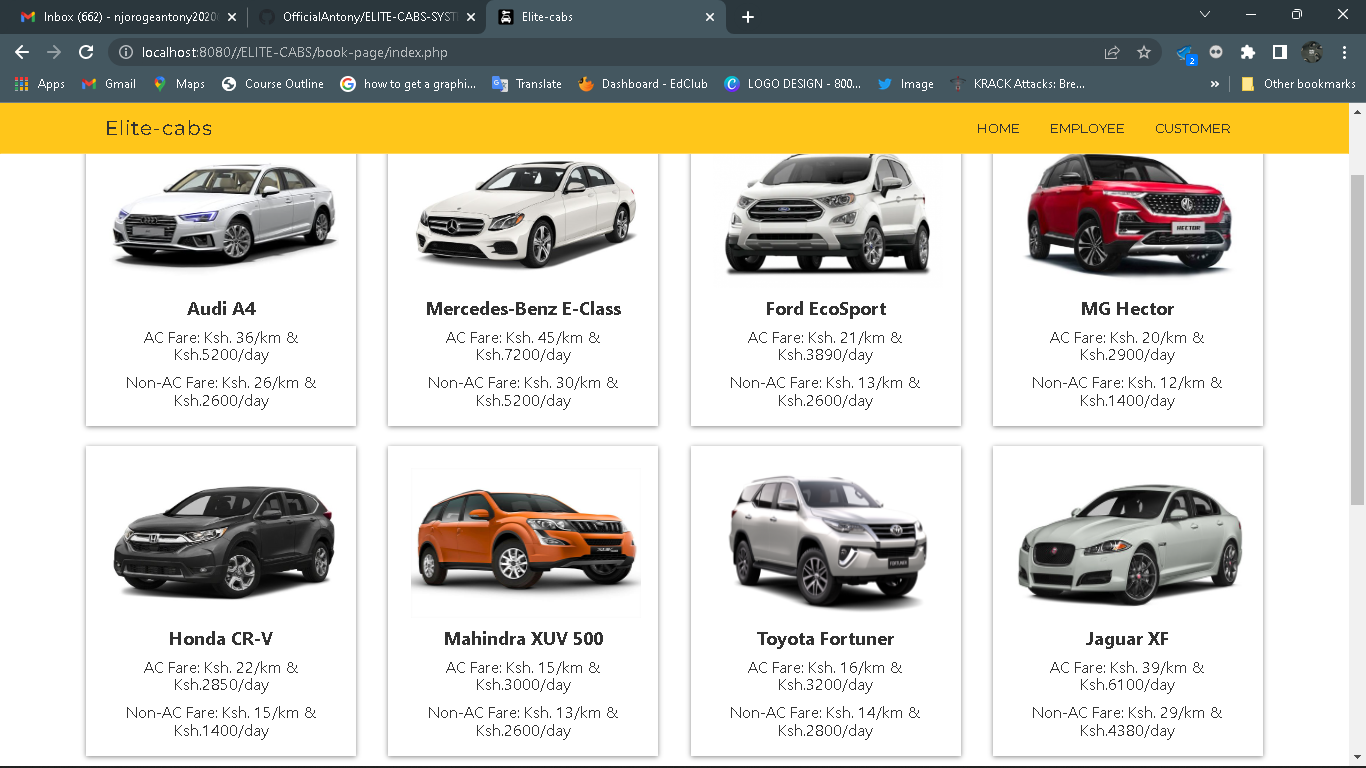 Inbox (662) - njorogeantony2020
OfficialAntony/ELITE-CABS-SYST
Elite-cabs
localhost:8080//ELITE-CABS/book-page/index.php
2
Apps
Gmail
Maps
Course Outline
how to get a graphi...
Translate
Dashboard - EdClub
LOGO DESIGN - 800...
Image
KRACK Attacks: Bre...
»
Other bookmarks
Elite-cabs
HOME EMPLOYEE CUSTOMER
HECTOR
Audi A4
AC Fare: Ksh. 36/km &
Ksh.5200/day
Non-AC Fare: Ksh. 26/km &
Ksh.2600/day
Mercedes-Benz E-Class
AC Fare: Ksh. 45/km &
Ksh.7200/day
Non-AC Fare: Ksh. 30/km &
Ksh.5200/day
Ford EcoSport
AC Fare: Ksh. 21/km &
Ksh.3890/day
Non-AC Fare: Ksh. 13/km &
Ksh.2600/day
MG Hector
AC Fare: Ksh. 20/km &
Ksh.2900/day
Non-AC Fare: Ksh. 12/km &
Ksh.1400/day
Honda CR-V
AC Fare: Ksh. 22/km &
Ksh.2850/day
Non-AC Fare: Ksh. 15/km &
Ksh.1400/day
Mahindra XUV 500
AC Fare: Ksh. 15/km &
Ksh.3000/day
Non-AC Fare: Ksh. 13/km &
Ksh.2600/day
FORTUNER
Toyota Fortuner
AC Fare: Ksh. 16/km &
Ksh.3200/day
Non-AC Fare: Ksh. 14/km &
Ksh.2800/day
Jaguar XF
AC Fare: Ksh. 39/km &
Ksh.6100/day
Non-AC Fare: Ksh. 29/km &
Ksh.4380/day